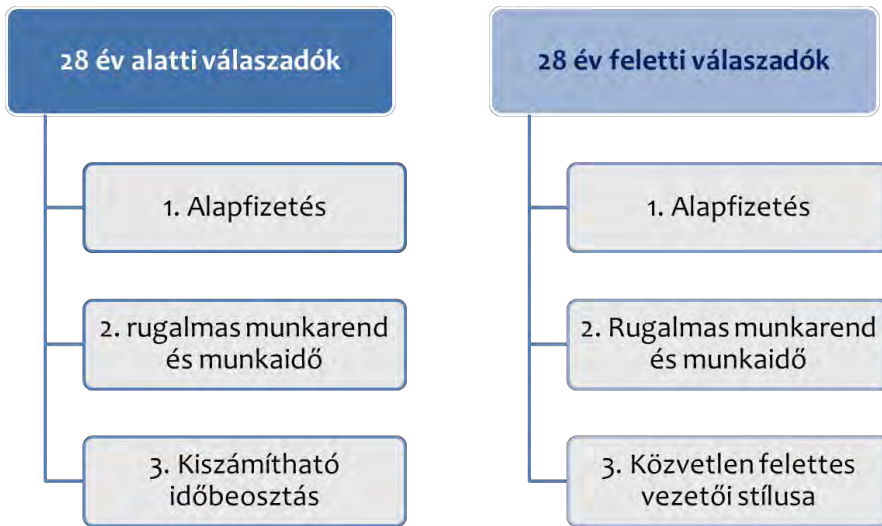 28 év alatti válaszadók
1. Alapfizetés
2. rugalmas munkarend
és munkaidő
3. Kiszámítható
időbeosztás
28 év feletti válaszadók
1. Alapfizetés
2. Rugalmas munkarend
és munkaidő
3. Közvetlen felettes
vezetői stílusa